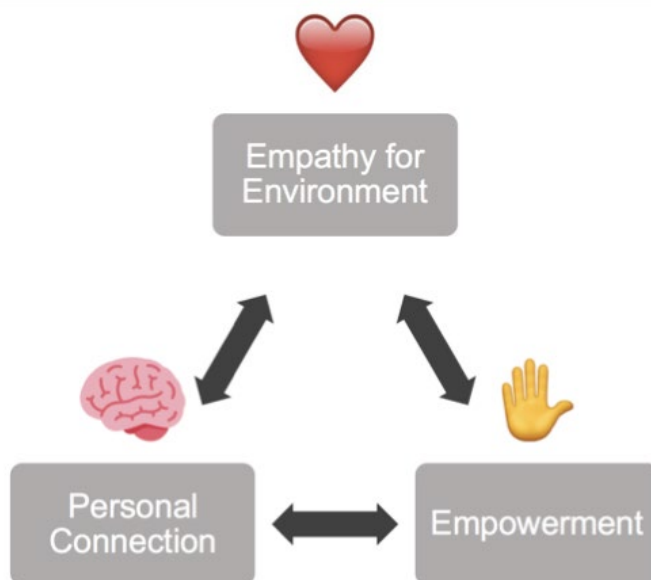 Empathy for
Environment
Personal
Connection
Empowerment